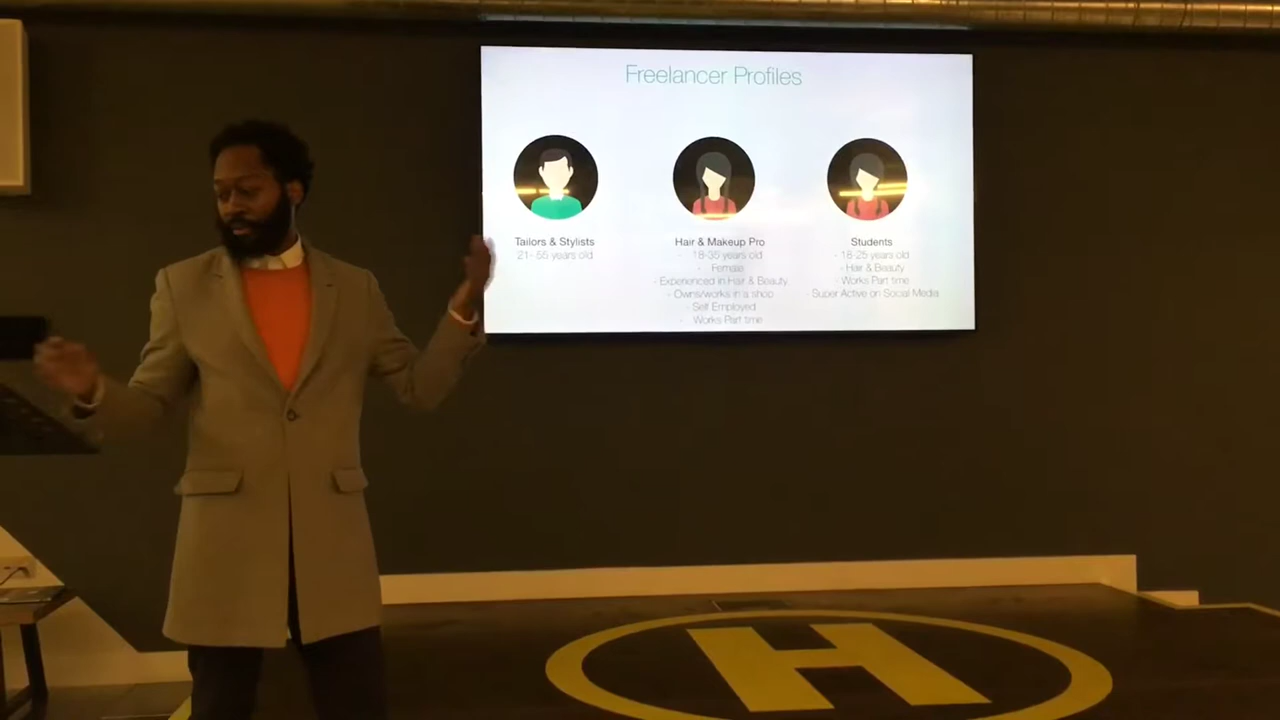 Freelancer Profiles
Tailors & Stylists
21- 55 years old
Hair & Makeup Pro
- 18-35 years old
- Female
- Experienced in Hair & Beauty
- Owns/works in a shop
- Self Employed
- Works Part time
Students
- 18-25 years old
- Hair & Beauty
- Works Part time
- Super Active on Social Media
H